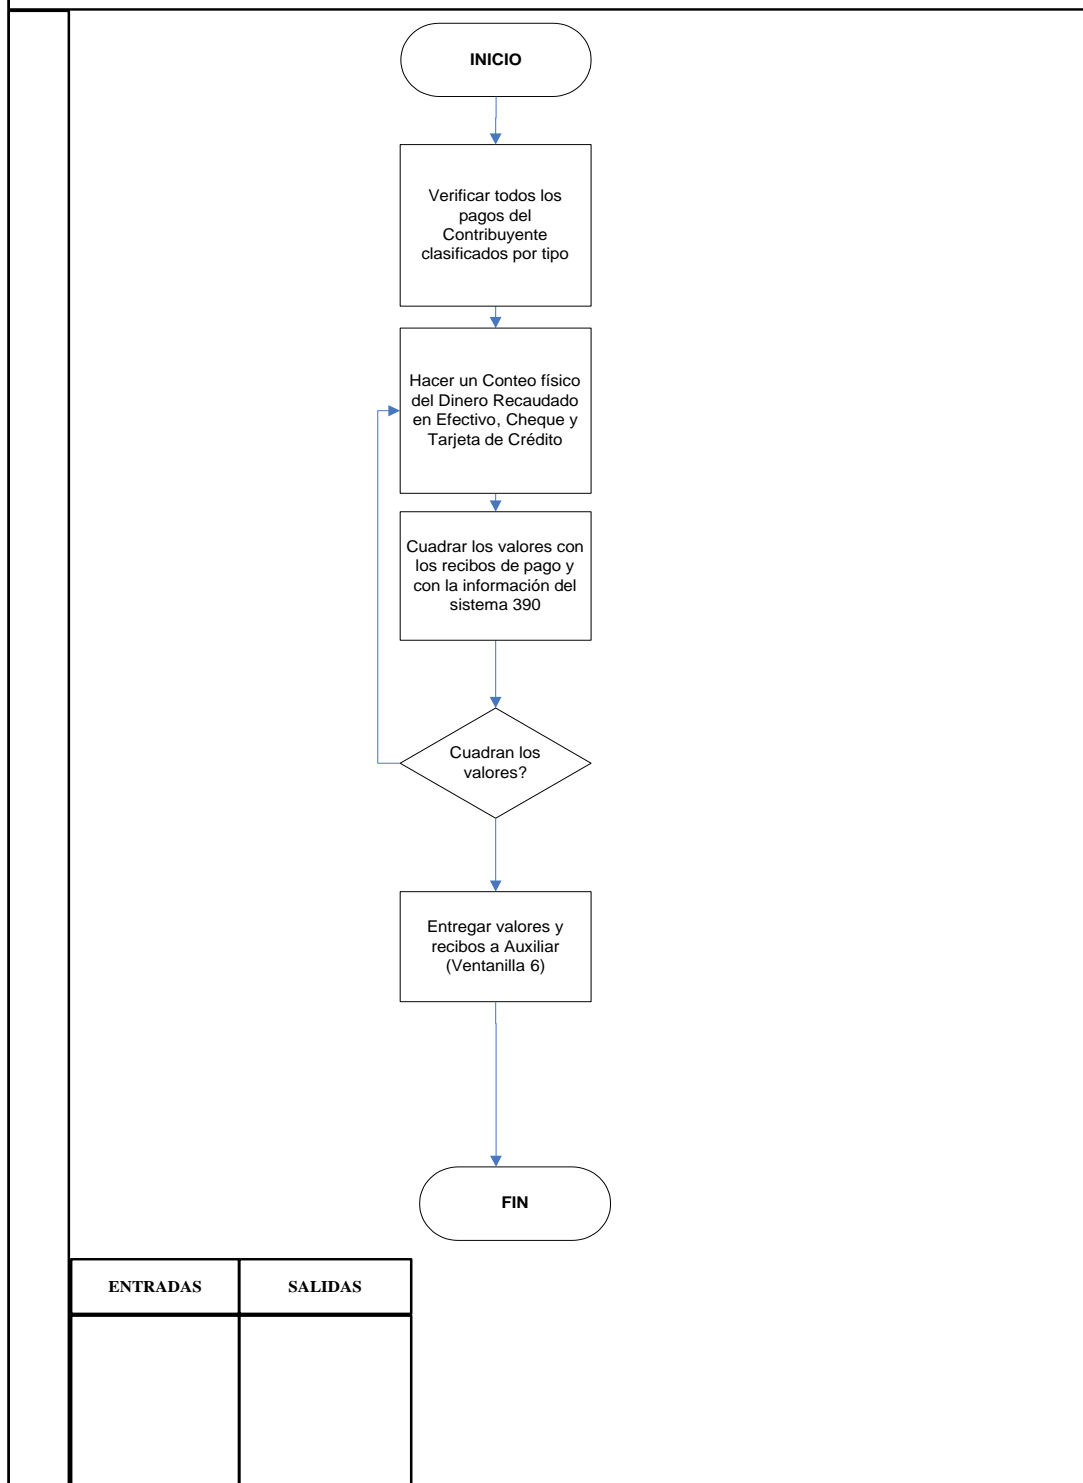 INICIO
Verificar todos los
pagos del
Contribuyente
clasificados por tipo
Hacer un Conteo físico
del Dinero Recaudado
en Efectivo, Cheque y
Tarjeta de Crédito
Cuadrar los valores con
los recibos de pago y
con la información del
sistema 390
Cuadran los
valores?
Entregar valores y
recibos a Auxiliar
(Ventanilla 6)
FIN
ENTRADAS
SALIDAS